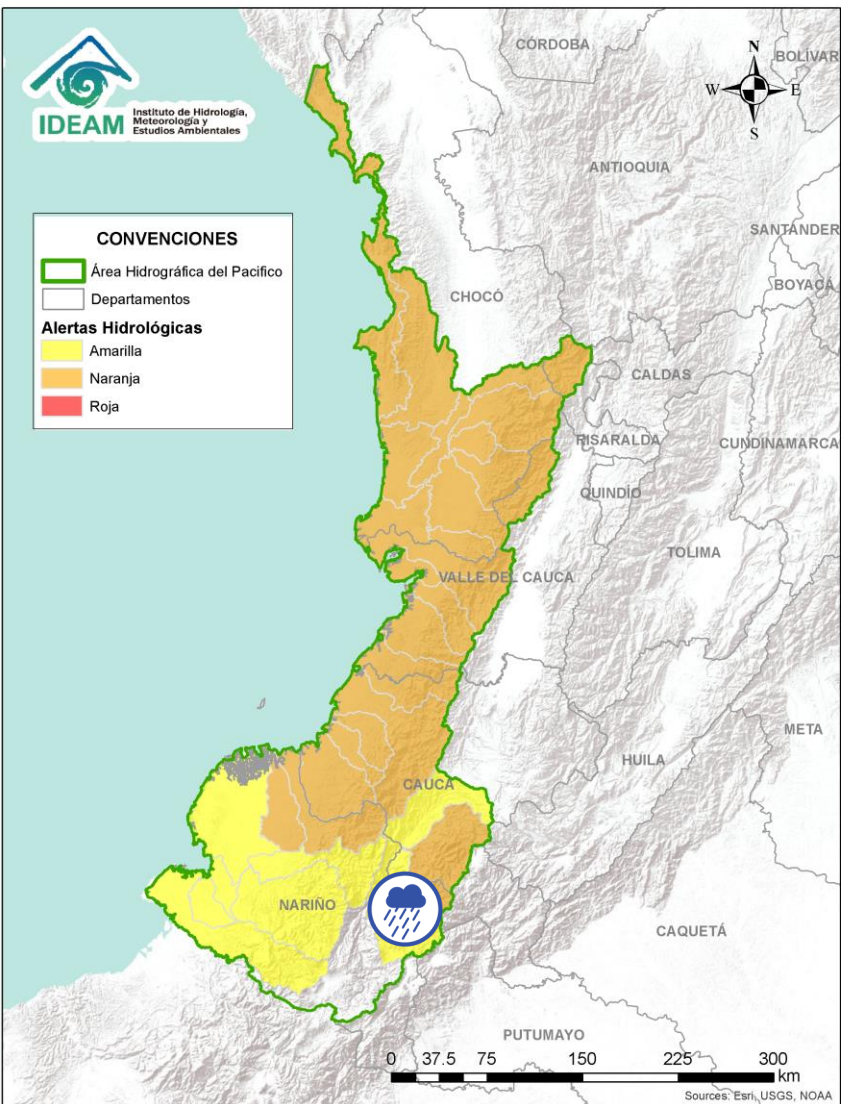 IDEAM
Instituto de Hidrología,
Meteorología y
Estudios Ambientales
CÓRDOBA
BOLÍVAR
N
W
E
S
ANTIOQUIA
SANTANDER
BOYACÁ
CONVENCIONES
Área Hidrográfica del Pacifico
Departamentos
Alertas Hidrológicas
Amarilla
Naranja
Roja
CHOCÓ
CALDAS
RISARALDA
CUNDINAMARCA
QUINDÍO
TOLIMA
VALLE DEL CAUCA
META
HUILA
CAUCA
NARIÑO
CAQUETÁ
PUTUMAYO
0 37.5 75 150 225 300
km
Sources: Esri, USGS, NOAA